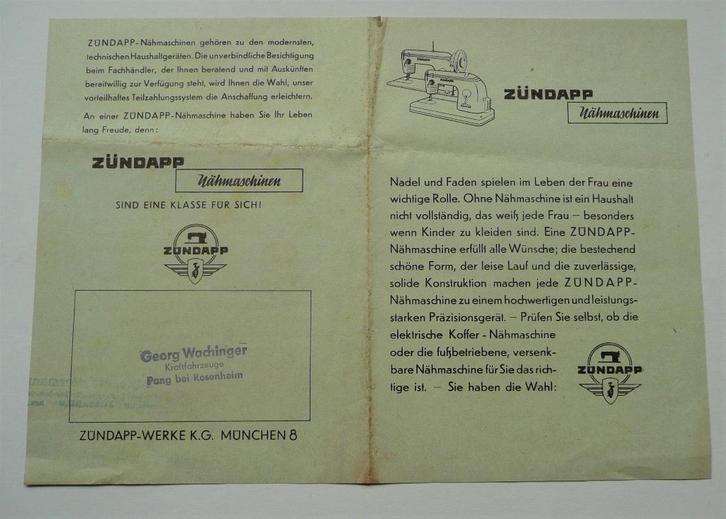 ZÜNDAPP-Nähmaschinen gehören zu den modernsten,
technischen Haushaltgeräten. Die unverbindliche Besichtigung
beim Fachhändler, der Ihnen beratend und mit Auskünften
bereitwillig zur Verfügung steht, wird Ihnen die Wahl, unser
vorteilhaftes Teilzahlungssystem die Anschaffung erleichtern.
An einer ZÜNDAPP-Nähmaschine haben Sie Ihr Leben
lang Freude, denn:
ZÜNDAPP
Nähmaschinen
SIND EINE KLASSE FÜR SICH!
ZÜNDAPP
Georg Wachinger
Kraftfahrzeuge
Pang bei Rosenheim
ZÜNDAPP-WERKE K.G. MÜNCHEN 8
ZÜNDAPP
Nähmaschinen
Nadel und Faden spielen im Leben der Frau eine
wichtige Rolle. Ohne Nähmaschine ist ein Haushalt
nicht vollständig, das weiß jede Frau – besonders
wenn Kinder zu kleiden sind. Eine ZÜNDAPP-
Nähmaschine erfüllt alle Wünsche; die bestechend
schöne Form, der leise Lauf und die zuverlässige,
solide Konstruktion machen jede ZÜNDAPP-
Nähmaschine zu einem hochwertigen und leistungs-
starken Präzisionsgerät. – Prüfen Sie selbst, ob die
elektrische Koffer-Nähmaschine
oder die fußbetriebene, versenk-
bare Nähmaschine für Sie das rich-
tige ist. – Sie haben die Wahl:
ZÜNDAPP